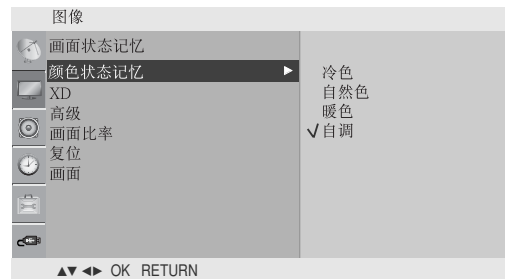 图像
画面状态记忆
颜色状态记忆 ▶
XD
高级
画面比率
复位
画面
冷色
自然色
暖色
✓自调
▲▼ ◀▶ OK RETURN